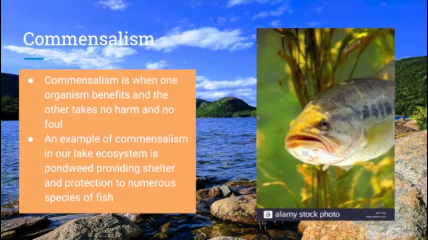 Commensalism
● Commensalism is when one
organism benefits and the
other takes no harm and no
foul
● An example of commensalism
in our lake ecosystem is
pondweed providing shelter
and protection to numerous
species of fish
a alamy stock photo